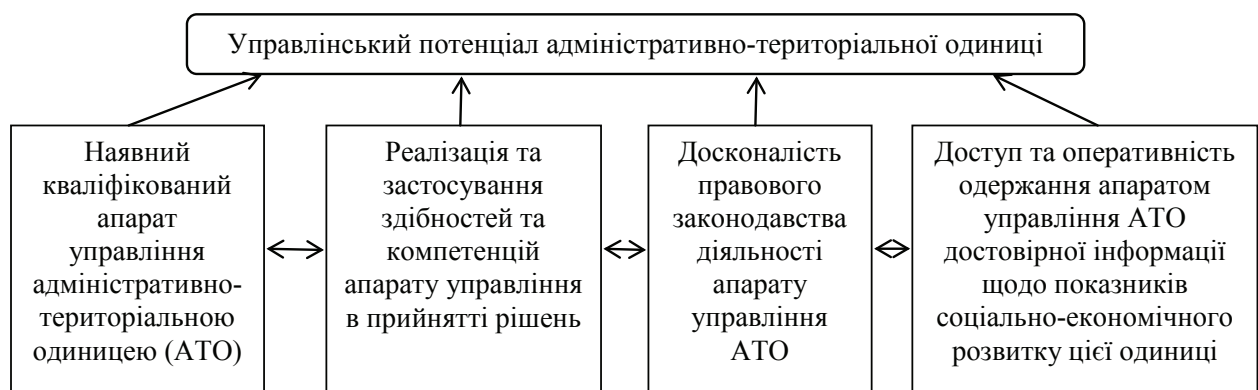 Управлінський потенціал адміністративно-територіальної одиниці
Наявний
кваліфікований
апарат
управління
адміністративно-
територіальною
одиницею (АТО)
Реалізація та
застосування
здібностей та
компетенцій
апарату управління
в прийнятті рішень
Досконалість
правового
законодавства
діяльності
апарату
управління
АТО
Доступ та оперативність
одержання апаратом
управління АТО
достовірної інформації
щодо показників
соціально-економічного
розвитку цієї одиниці